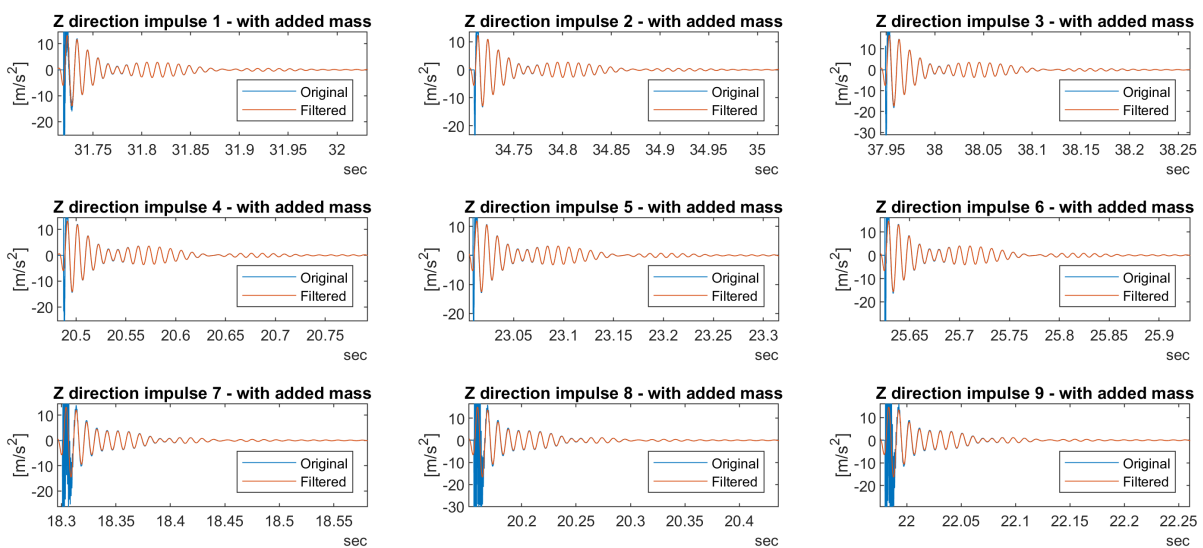 Z direction impulse 1 - with added mass
10
0
-10
-20
[m/s²]
Original
Filtered
31.75 31.8 31.85 31.9 31.95 32
sec
Z direction impulse 2 - with added mass
10
0
-10
-20
[m/s²]
Original
Filtered
34.75 34.8 34.85 34.9 34.95 35
sec
Z direction impulse 3 - with added mass
10
0
-10
-20
-30
[m/s²]
Original
Filtered
37.95 38 38.05 38.1 38.15 38.2 38.25
sec
Z direction impulse 4 - with added mass
10
0
-10
-20
[m/s²]
Original
Filtered
20.5 20.55 20.6 20.65 20.7 20.75
sec
Z direction impulse 5 - with added mass
10
0
-10
-20
[m/s²]
Original
Filtered
23.05 23.1 23.15 23.2 23.25 23.3
sec
Z direction impulse 6 - with added mass
10
0
-10
-20
[m/s²]
Original
Filtered
25.65 25.7 25.75 25.8 25.85 25.9
sec
Z direction impulse 7 - with added mass
10
0
-10
-20
[m/s²]
Original
Filtered
18.3 18.35 18.4 18.45 18.5 18.55
sec
Z direction impulse 8 - with added mass
10
0
-10
-20
-30
[m/s²]
Original
Filtered
20.2 20.25 20.3 20.35 20.4
sec
Z direction impulse 9 - with added mass
10
0
-10
-20
[m/s²]
Original
Filtered
22 22.05 22.1 22.15 22.2 22.25
sec